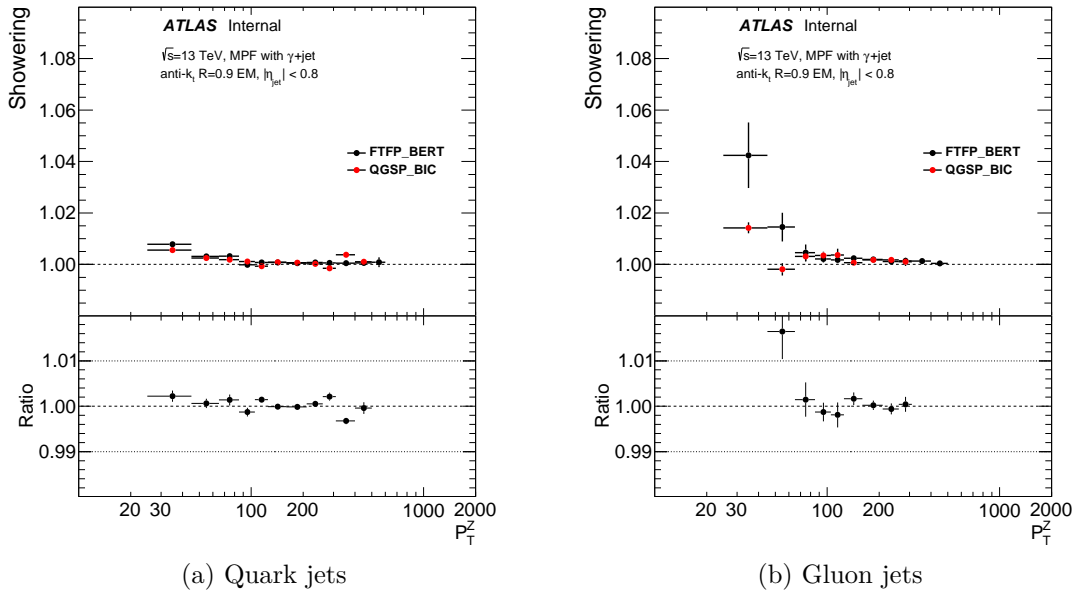 Showering
1.08
1.06
1.04
1.02
1.00
ATLAS Internal
√s=13 TeV, MPF with γ+jet
anti-kt R=0.9 EM, |ηjet| < 0.8
FTFP_BERT
QGSP_BIC
Ratio
1.01
1.00
0.99
20 30 100 200 1000 2000
P_T^Z
(a) Quark jets
Showering
1.08
1.06
1.04
1.02
1.00
ATLAS Internal
√s=13 TeV, MPF with γ+jet
anti-kt R=0.9 EM, |ηjet| < 0.8
FTFP_BERT
QGSP_BIC
Ratio
1.01
1.00
0.99
20 30 100 200 1000 2000
P_T^Z
(b) Gluon jets